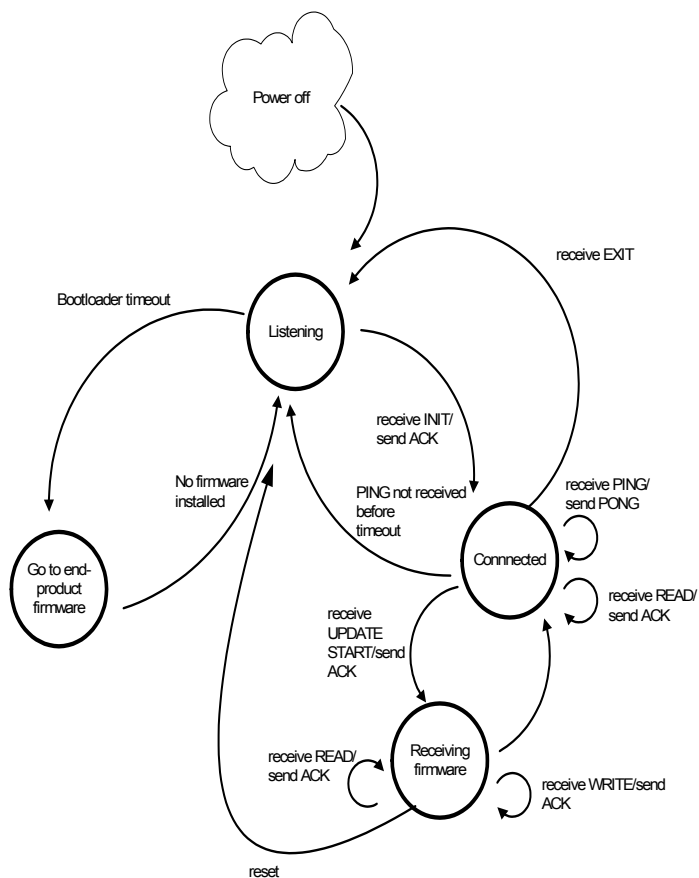 Power off
receive EXIT
Bootloader timeout
Listening
receive INIT/
send ACK
No firmware
installed
PING not received
before
timeout
receive PING/
send PONG
Connnected
Go to end-
product
firmware
receive READ/
send ACK
receive
UPDATE
START/send
ACK
Receiving
firmware
receive READ/
send ACK
receive WRITE/send
ACK
reset